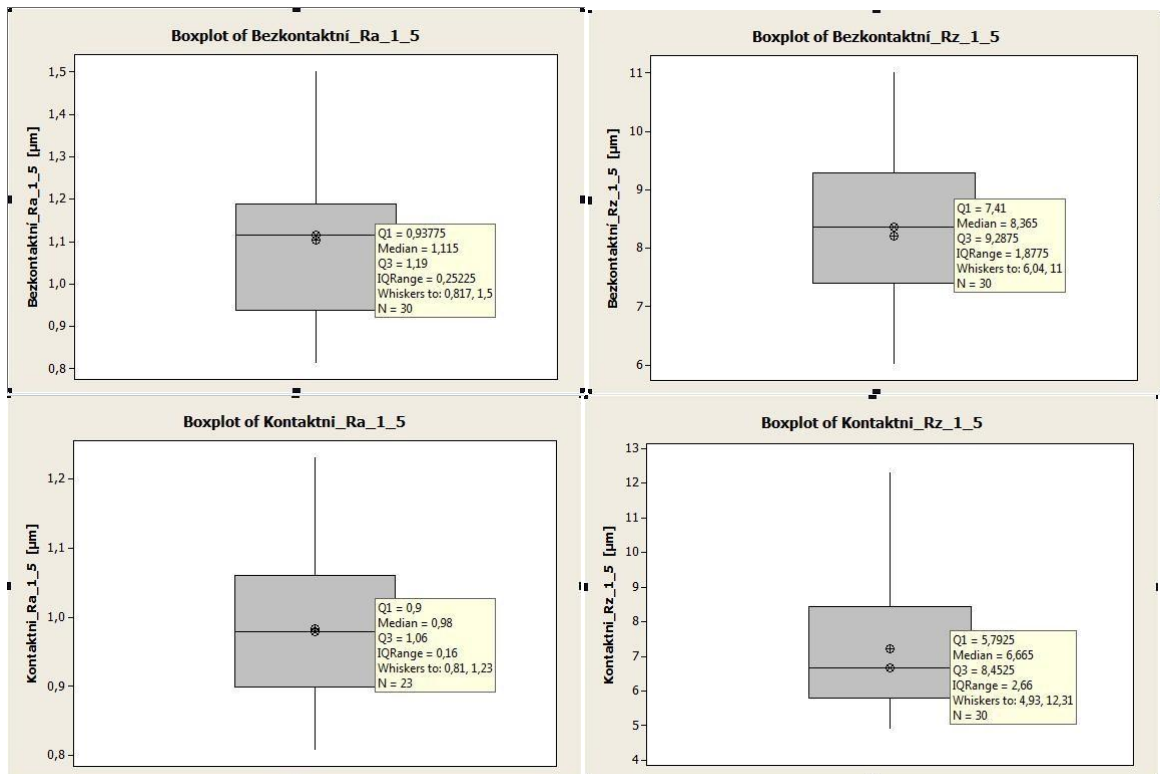 Boxplot of Bezkontaktní_Ra_1_5
Bezkontaktní_Ra_1_5 [µm]
1,5
1,4
1,3
1,2
1,1
1,0
0,9
0,8
Q1 = 0,93775
Median = 1,115
Q3 = 1,19
IQRange = 0,25225
Whiskers to: 0,817, 1,5
N = 30
Boxplot of Bezkontaktní_Rz_1_5
Bezkontaktní_Rz_1_5 [µm]
11
10
9
8
7
6
Q1 = 7,41
Median = 8,365
Q3 = 9,2875
IQRange = 1,8775
Whiskers to: 6,04, 11
N = 30
Boxplot of Kontaktni_Ra_1_5
Kontaktni_Ra_1_5 [µm]
1,2
1,1
1,0
0,9
0,8
Q1 = 0,9
Median = 0,98
Q3 = 1,06
IQRange = 0,16
Whiskers to: 0,81, 1,23
N = 23
Boxplot of Kontaktni_Rz_1_5
Kontaktni_Rz_1_5 [µm]
13
12
11
10
9
8
7
6
5
4
Q1 = 5,7925
Median = 6,665
Q3 = 8,4525
IQRange = 2,66
Whiskers to: 4,93, 12,31
N = 30